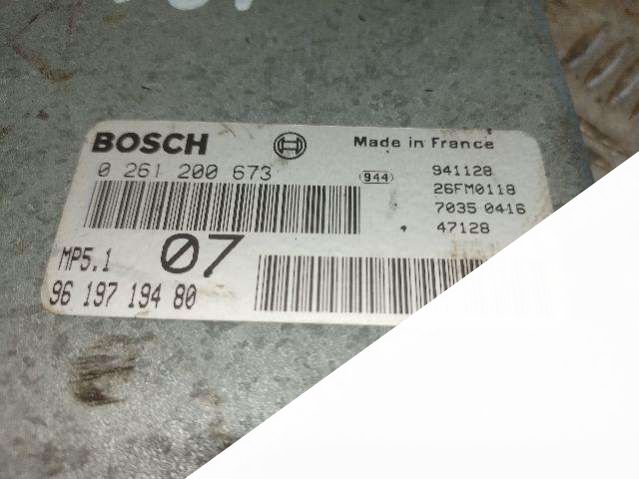 BOSCH
Made in France
0 261 200 673
944
941128
26FM0118
7035 0416
47128
MP5.1
07
96 197 194 80